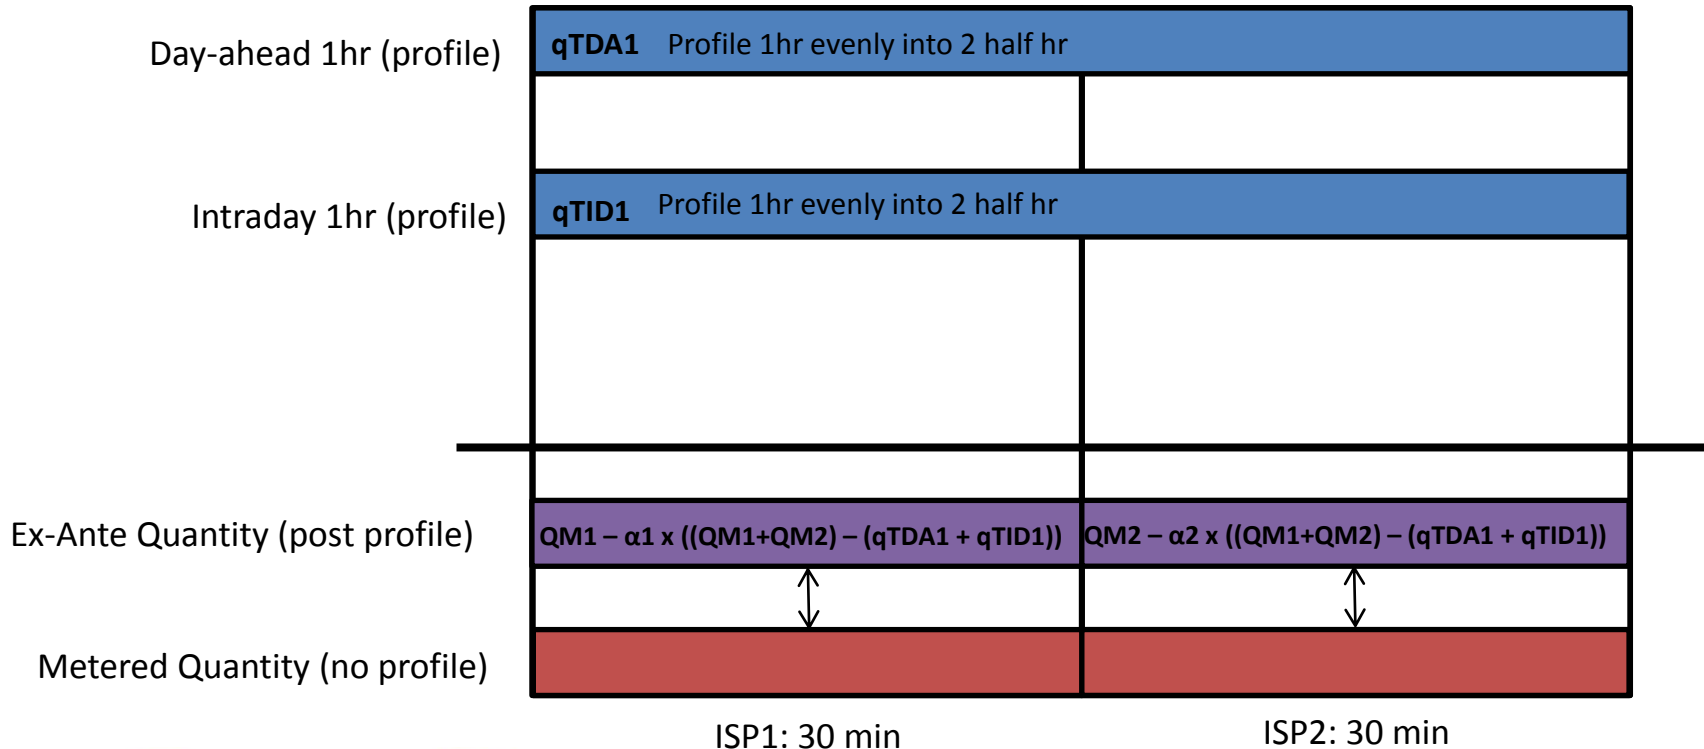 Day-ahead 1hr (profile)
qTDA1 Profile 1hr evenly into 2 half hr
Intraday 1hr (profile)
qTID1 Profile 1hr evenly into 2 half hr
Ex-Ante Quantity (post profile)
QM1 – α1 x ((QM1+QM2) – (qTDA1 + qTID1))
QM2 – α2 x ((QM1+QM2) – (qTDA1 + qTID1))
Metered Quantity (no profile)
ISP1: 30 min
ISP2: 30 min